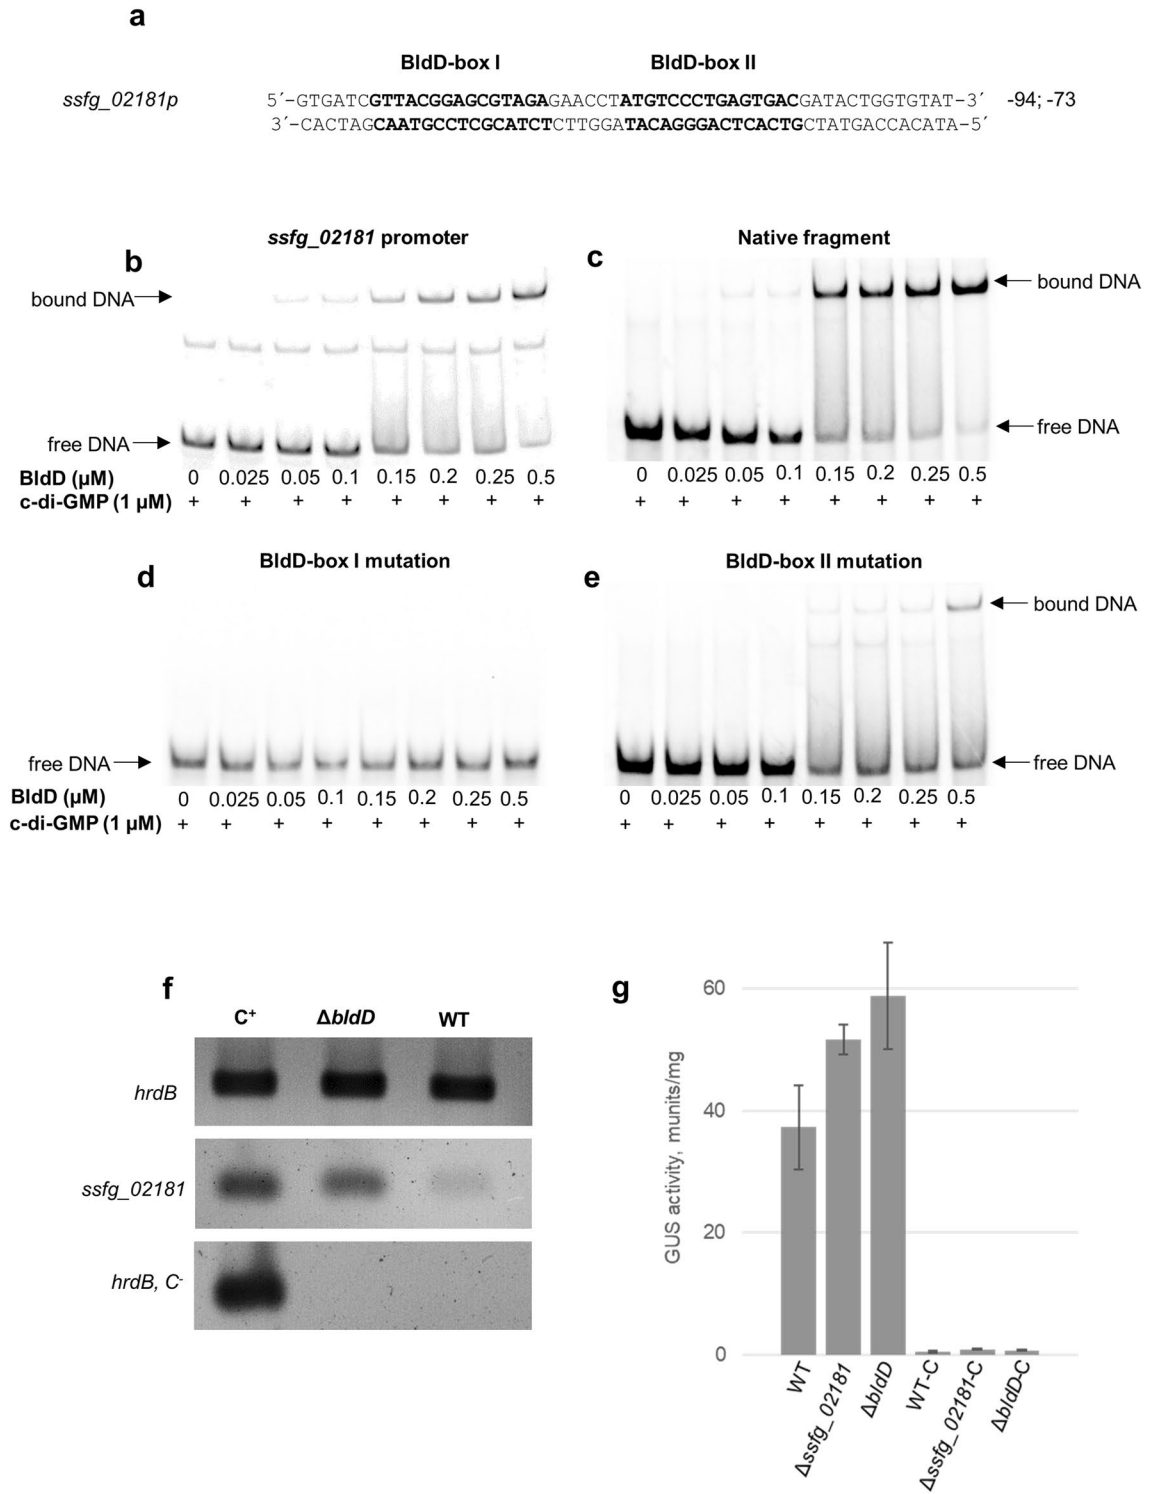 a
BldD-box I BldD-box II
ssfg_02181p 5´-GTGATCGTTACGGAGCGTAGAGAACCTATGTCCCTGAGTGACGATACTGGTGTAT-3´ -94; -73
3´-CACTAGCAATGCCTCGCATCTCTTGGATACAGGGACTCACTGCTATGACCACATA-5´
b ssfg_02181 promoter
bound DNA
free DNA
BldD (µM) 0 0.025 0.05 0.1 0.15 0.2 0.25 0.5
c-di-GMP (1 µM) + + + + + + + +
c Native fragment
bound DNA
free DNA
0 0.025 0.05 0.1 0.15 0.2 0.25 0.5
+ + + + + + + +
d BldD-box I mutation
free DNA
BldD (µM) 0 0.025 0.05 0.1 0.15 0.2 0.25 0.5
c-di-GMP (1 µM) + + + + + + + +
e BldD-box II mutation
bound DNA
free DNA
0 0.025 0.05 0.1 0.15 0.2 0.25 0.5
+ + + + + + + +
f
C⁺ ΔbldD WT
hrdB
ssfg_02181
hrdB, C⁻
g
GUS activity, munits/mg
60
40
20
0
WT
Δssfg_02181
ΔbldD
WT-C
Δssfg_02181-C
ΔbldD-C